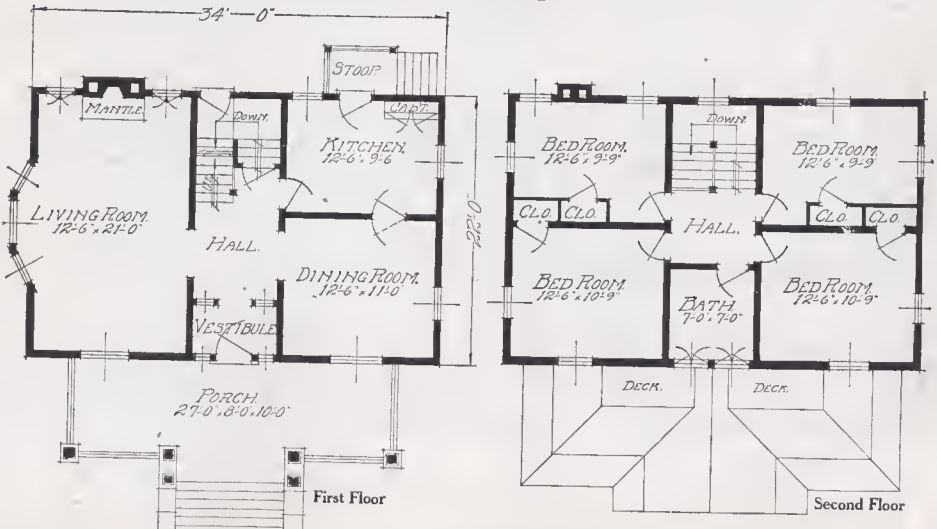 34'-0"
STOOP.
MANTLE
DOWN.
CAB'T.
KITCHEN.
12'-6" x 9'-6"
UP
LIVING ROOM.
12'-6" x 21'-0"
22'-0"
HALL.
DINING ROOM.
12'-6" x 11'-0"
VESTIBULE.
PORCH.
27'-0" x 8'-0" x 10'-0"
First Floor
DOWN.
BED ROOM.
12'-6" x 9'-9"
BED ROOM.
12'-6" x 9'-9"
CLO.
CLO.
HALL.
CLO.
CLO.
BED ROOM.
12'-6" x 10'-9"
BATH.
7'-0" x 7'-0"
BED ROOM.
12'-6" x 10'-9"
DECK.
DECK.
Second Floor